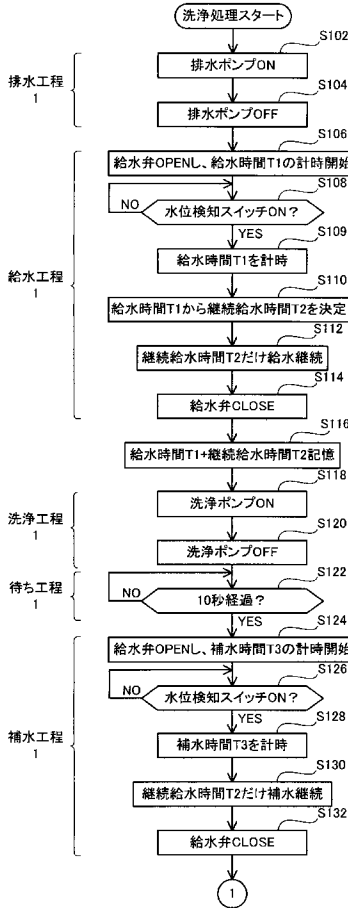 洗浄処理スタート
S102
排水ポンプON
排水工程
1
S104
排水ポンプOFF
S106
給水弁OPENし、給水時間T1の計時開始
S108
水位検知スイッチON?
NO
YES
S109
給水時間T1を計時
S110
給水時間T1から継続給水時間T2を決定
給水工程
1
S112
継続給水時間T2だけ給水継続
S114
給水弁CLOSE
S116
給水時間T1+継続給水時間T2記憶
S118
洗浄ポンプON
洗浄工程
1
S120
洗浄ポンプOFF
S122
待ち工程
1
10秒経過?
NO
YES
S124
給水弁OPENし、補水時間T3の計時開始
S126
水位検知スイッチON?
NO
YES
S128
補水時間T3を計時
補水工程
1
S130
継続給水時間T2だけ補水継続
S132
給水弁CLOSE
1